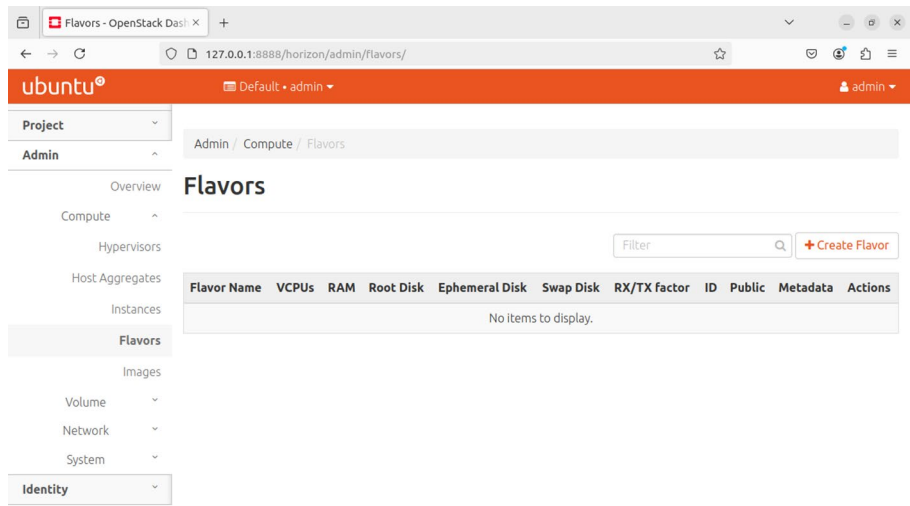 Flavors - OpenStack Dash
127.0.0.1:8888/horizon/admin/flavors/
ubuntu
Default • admin
admin
Project
Admin
Overview
Compute
Hypervisors
Host Aggregates
Instances
Flavors
Images
Volume
Network
System
Identity
Admin / Compute / Flavors
Flavors
Filter
+ Create Flavor
Flavor Name VCPUs RAM Root Disk Ephemeral Disk Swap Disk RX/TX factor ID Public Metadata Actions
No items to display.